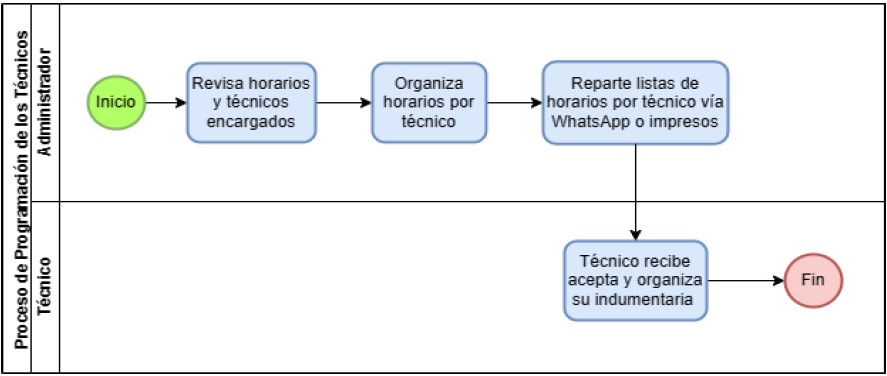 Proceso de Programación de los Técnicos
Administrador
Inicio
Revisa horarios
y técnicos
encargados
Organiza
horarios por
técnico
Reparte listas de
horarios por técnico vía
WhatsApp o impresos
Técnico
Técnico recibe
acepta y organiza
su indumentaria
Fin